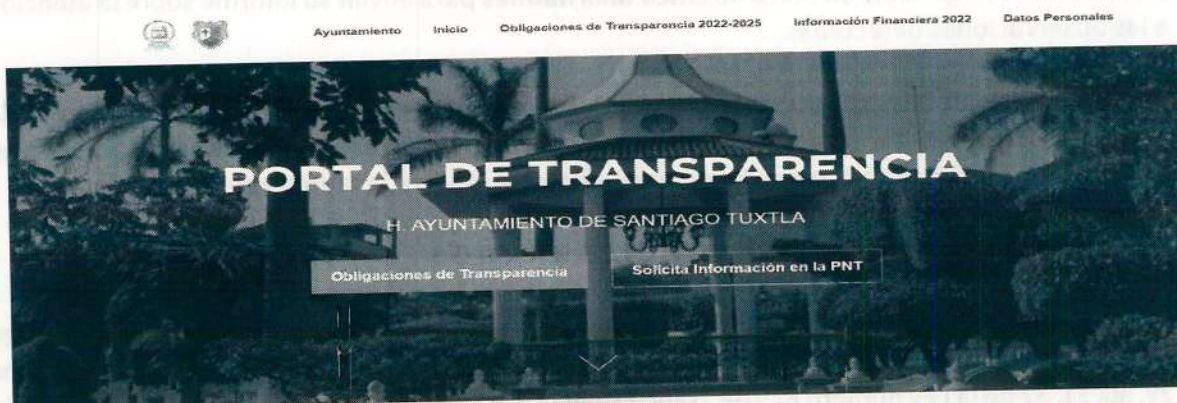 Ayuntamiento Inicio Obligaciones de Transparencia 2022-2025 Información Financiera 2022 Datos Personales
PORTAL DE TRANSPARENCIA
H. AYUNTAMIENTO DE SANTIAGO TUXTLA
Obligaciones de Transparencia Solicita Información en la PNT